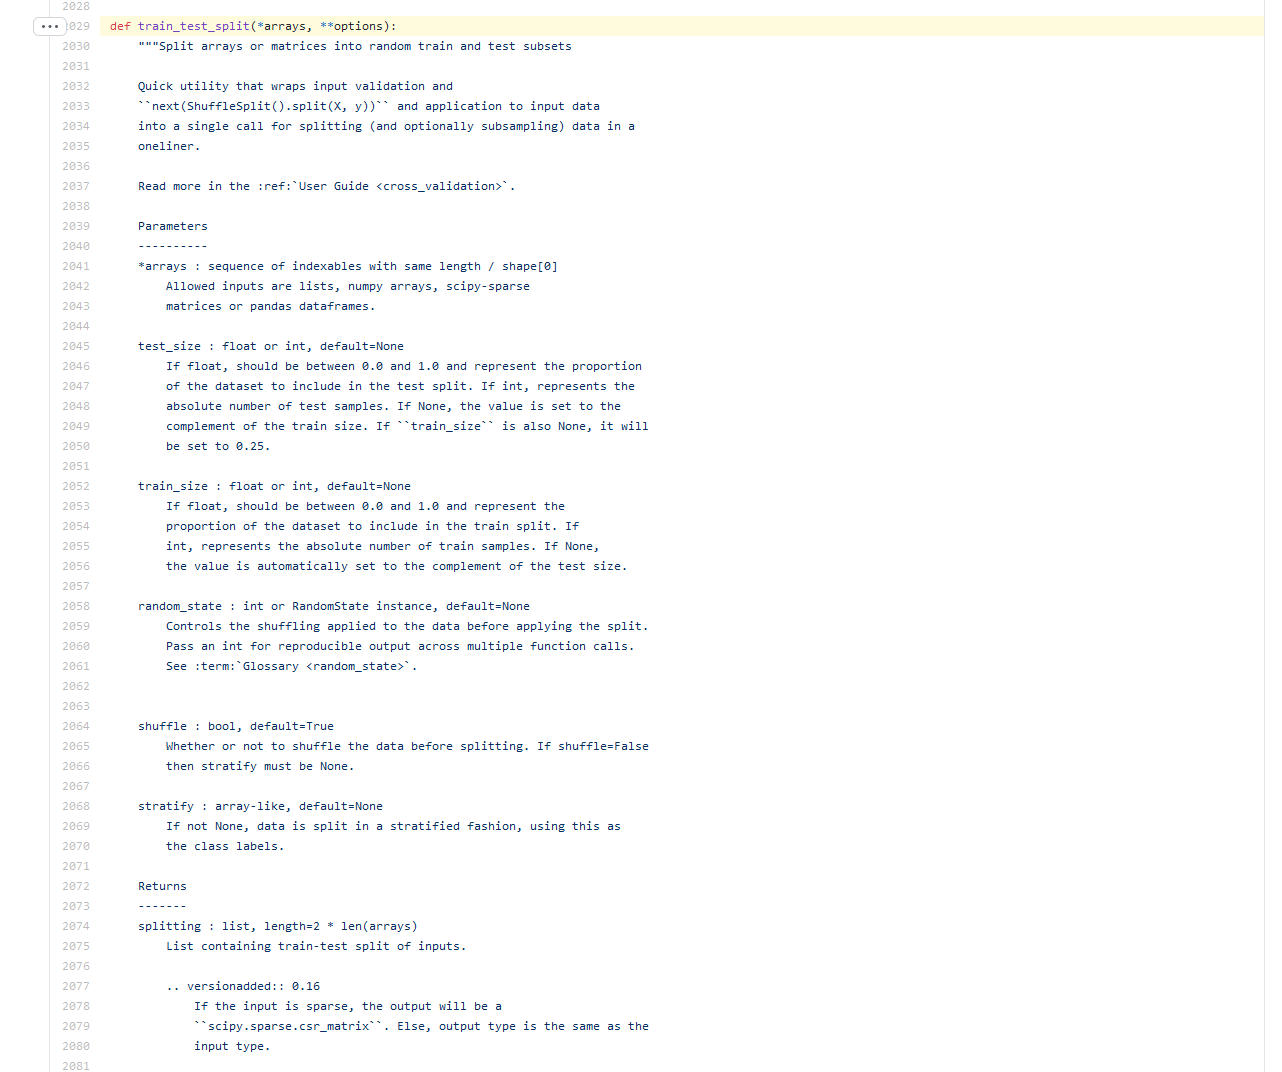 2028
2029 def train_test_split(*arrays, **options):
2030     """Split arrays or matrices into random train and test subsets
2031
2032     Quick utility that wraps input validation and
2033     ``next(ShuffleSplit().split(X, y))`` and application to input data
2034     into a single call for splitting (and optionally subsampling) data in a
2035     oneliner.
2036
2037     Read more in the :ref:`User Guide <cross_validation>`.
2038
2039     Parameters
2040     ----------
2041     *arrays : sequence of indexables with same length / shape[0]
2042         Allowed inputs are lists, numpy arrays, scipy-sparse
2043         matrices or pandas dataframes.
2044
2045     test_size : float or int, default=None
2046         If float, should be between 0.0 and 1.0 and represent the proportion
2047         of the dataset to include in the test split. If int, represents the
2048         absolute number of test samples. If None, the value is set to the
2049         complement of the train size. If ``train_size`` is also None, it will
2050         be set to 0.25.
2051
2052     train_size : float or int, default=None
2053         If float, should be between 0.0 and 1.0 and represent the
2054         proportion of the dataset to include in the train split. If
2055         int, represents the absolute number of train samples. If None,
2056         the value is automatically set to the complement of the test size.
2057
2058     random_state : int or RandomState instance, default=None
2059         Controls the shuffling applied to the data before applying the split.
2060         Pass an int for reproducible output across multiple function calls.
2061         See :term:`Glossary <random_state>`.
2062
2063
2064     shuffle : bool, default=True
2065         Whether or not to shuffle the data before splitting. If shuffle=False
2066         then stratify must be None.
2067
2068     stratify : array-like, default=None
2069         If not None, data is split in a stratified fashion, using this as
2070         the class labels.
2071
2072     Returns
2073     -------
2074     splitting : list, length=2 * len(arrays)
2075         List containing train-test split of inputs.
2076
2077         .. versionadded:: 0.16
2078             If the input is sparse, the output will be a
2079             ``scipy.sparse.csr_matrix``. Else, output type is the same as the
2080             input type.
2081